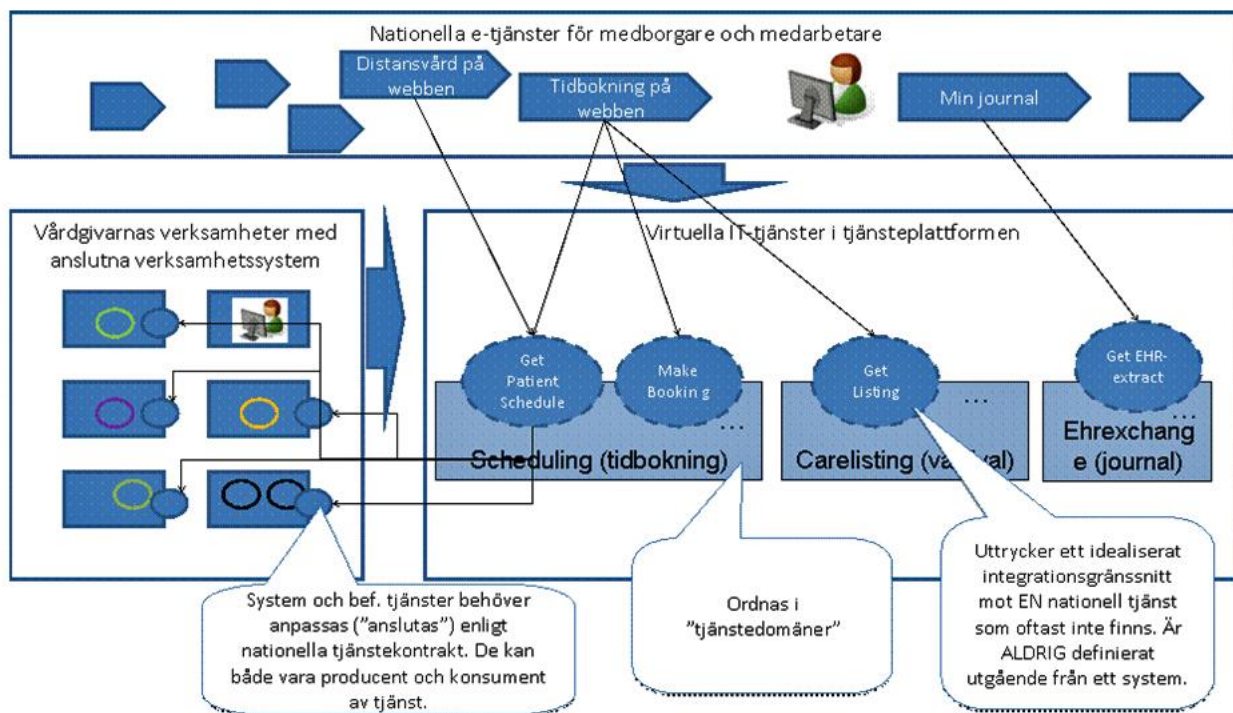 Nationella e-tjänster för medborgare och medarbetare
Distansvård på
webben
Tidbokning på
webben
Min journal
Vårdgivarnas verksamheter med
anslutna verksamhetssystem
Virtuella IT-tjänster i tjänsteplattformen
Get
Patient
Schedule
Make
Bookin g
...
Scheduling (tidbokning)
Get
Listing
...
Carelisting
Get EHR-
extract
...
Ehrexchang
e (journal)
System och bef. tjänster behöver
anpassas ("anslutas") enligt
nationella tjänstekontrakt. De kan
både vara producent och konsument
av tjänst.
Ordnas i
"tjänstedomäner"
Uttrycker ett idealiserat
integrationsgränssnitt
mot EN nationell tjänst
som oftast inte finns. Är
ALDRIG definierat
utgående från ett system.